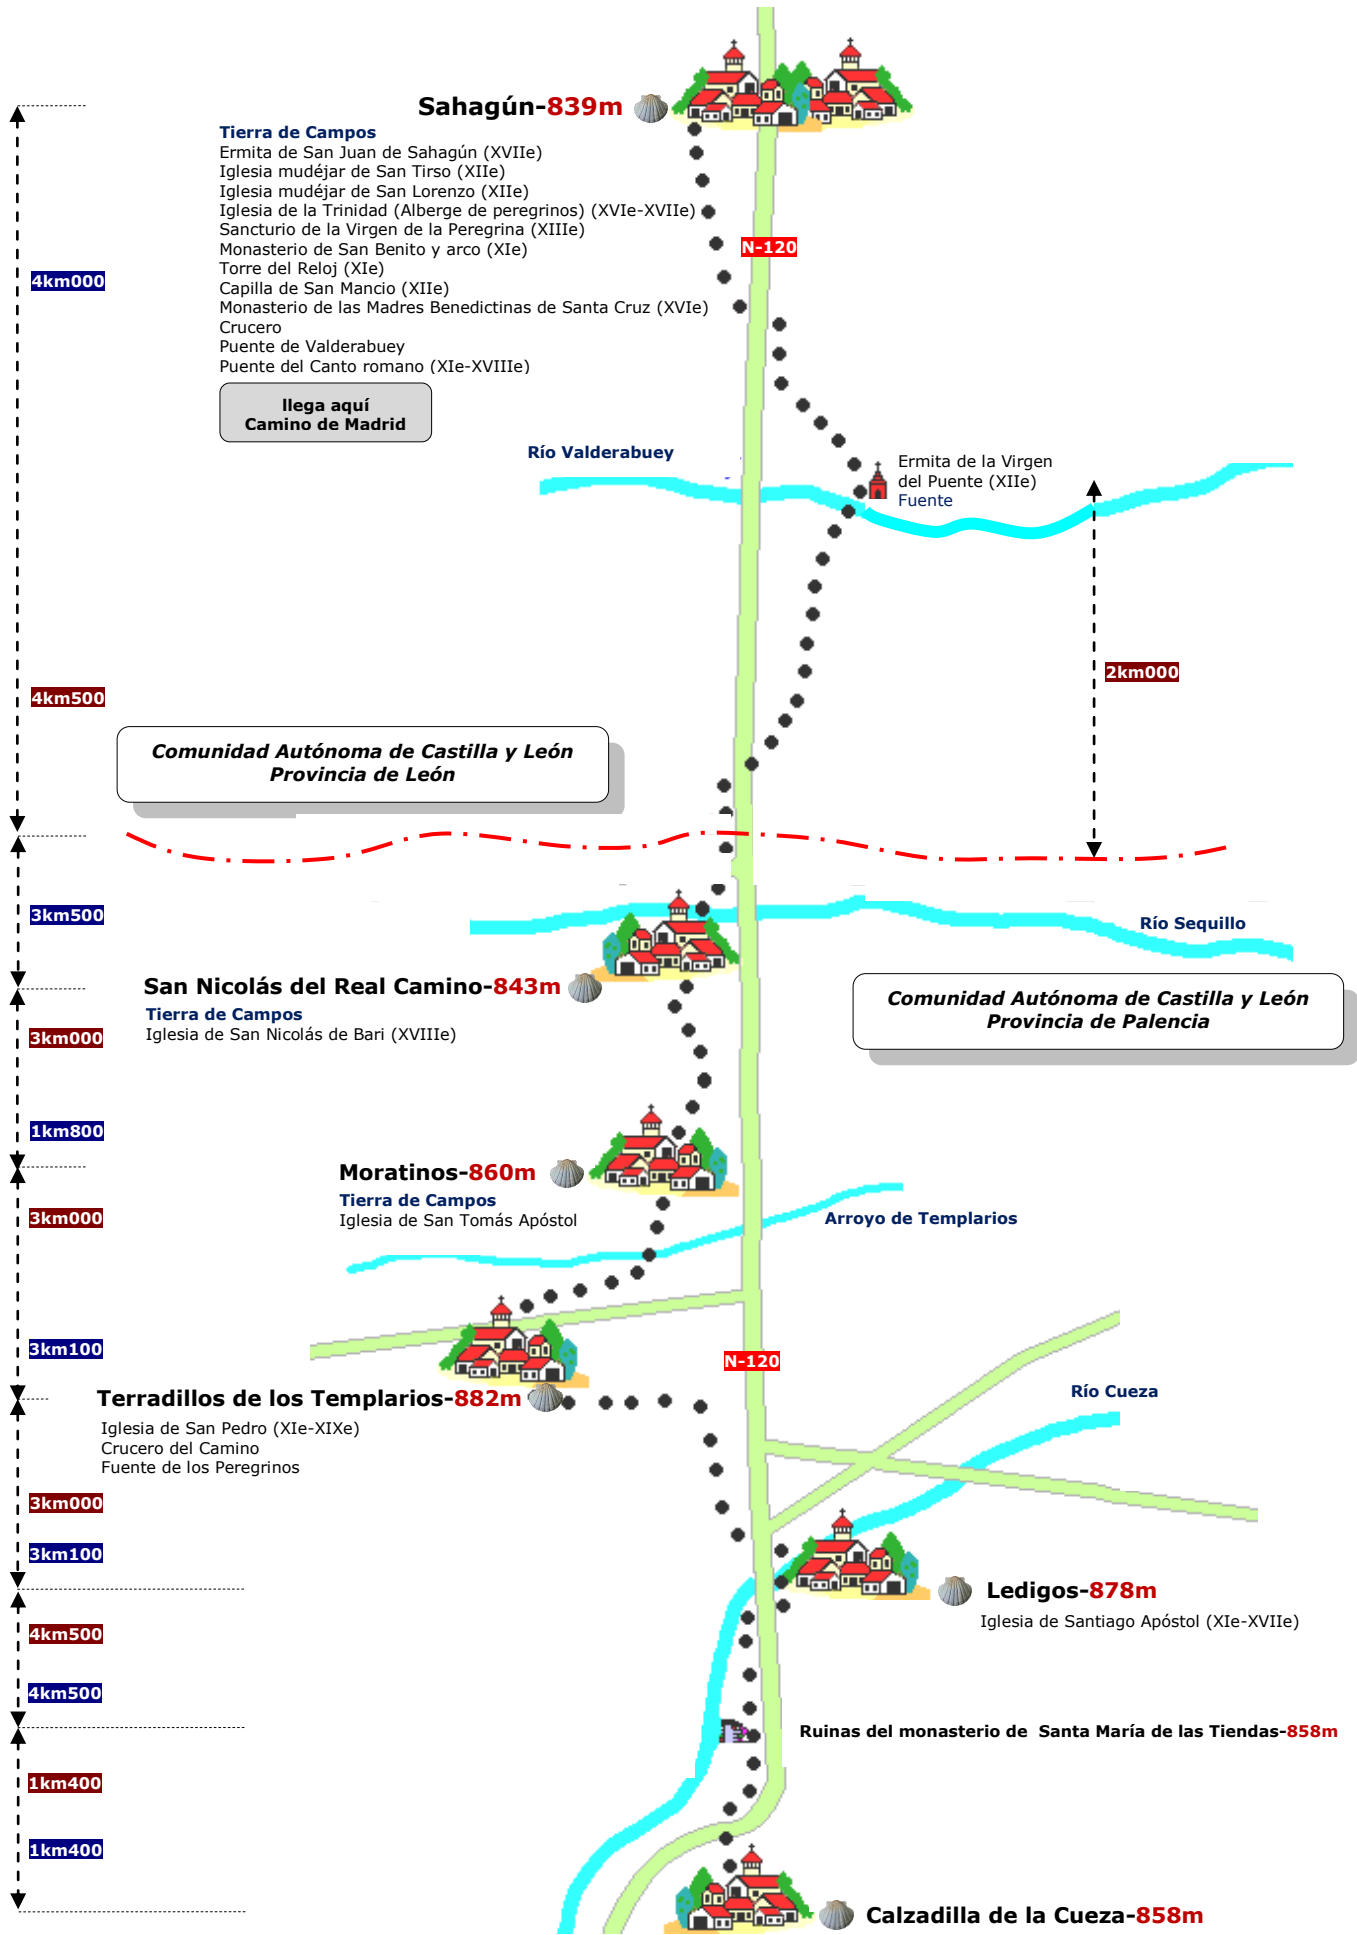 Sahagún-839m
Tierra de Campos
Ermita de San Juan de Sahagún (XVIIe)
Iglesia mudéjar de San Tirso (XIIe)
Iglesia mudéjar de San Lorenzo (XIIe)
Iglesia de la Trinidad (Alberge de peregrinos) (XVIe-XVIIe)
Sancturio de la Virgen de la Peregrina (XIIIe)
Monasterio de San Benito y arco (XIe)
Torre del Reloj (XIe)
Capilla de San Mancio (XIIe)
Monasterio de las Madres Benedictinas de Santa Cruz (XVIe)
Crucero
Puente de Valderabuey
Puente del Canto romano (XIe-XVIIIe)
N-120
4km000
llega aquí
Camino de Madrid
Río Valderabuey
Ermita de la Virgen
del Puente (XIIe)
Fuente
2km000
4km500
Comunidad Autónoma de Castilla y León
Provincia de León
3km500
Río Sequillo
San Nicolás del Real Camino-843m
Tierra de Campos
Iglesia de San Nicolás de Bari (XVIIIe)
Comunidad Autónoma de Castilla y León
Provincia de Palencia
3km000
1km800
Moratinos-860m
Tierra de Campos
Iglesia de San Tomás Apóstol
3km000
Arroyo de Templarios
3km100
N-120
Río Cueza
Terradillos de los Templarios-882m
Iglesia de San Pedro (XIe-XIXe)
Crucero del Camino
Fuente de los Peregrinos
3km000
3km100
Ledigos-878m
Iglesia de Santiago Apóstol (XIe-XVIIe)
4km500
4km500
Ruinas del monasterio de Santa María de las Tiendas-858m
1km400
1km400
Calzadilla de la Cueza-858m